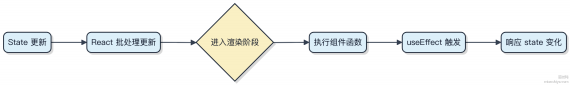 State 更新
React 批处理更新
进入渲染阶段
执行组件函数
useEffect 触发
响应 state 变化